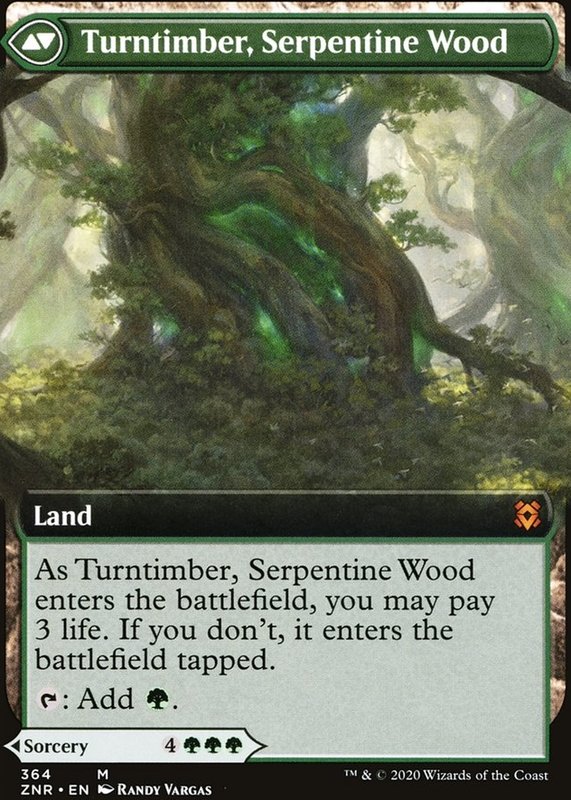 Turntimber, Serpentine Wood
Land
As Turntimber, Serpentine Wood
enters the battlefield, you may pay
3 life. If you don't, it enters the
battlefield tapped.
: Add .
Sorcery 4
364 M
ZNR • EN RANDY VARGAS
™ & © 2020 Wizards of the Coast